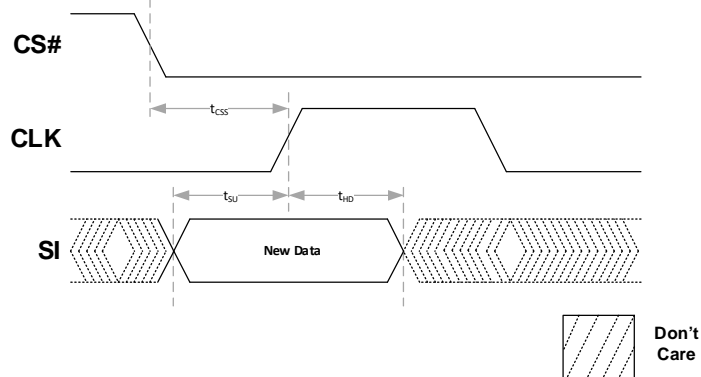 CS#
tCSS
CLK
tSU
tHD
SI
New Data
Don't
Care